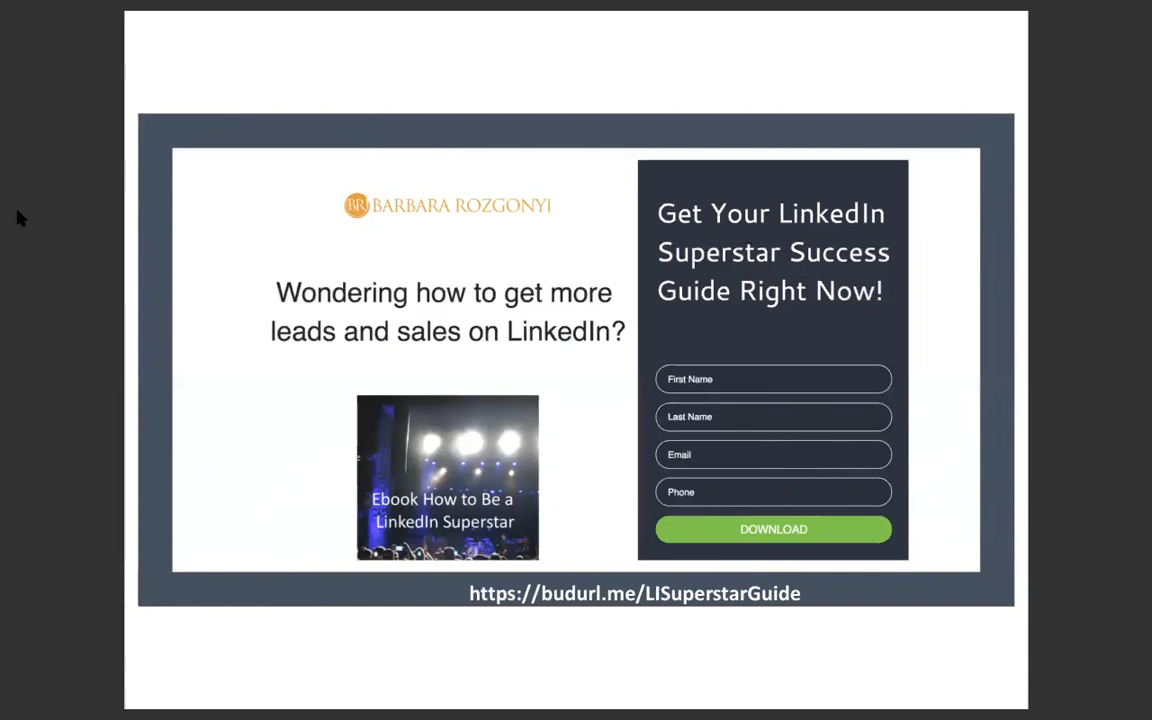 BR BARBARA ROZGONYI
Wondering how to get more
leads and sales on LinkedIn?
Ebook How to Be a
LinkedIn Superstar
Get Your LinkedIn
Superstar Success
Guide Right Now!
First Name
Last Name
Email
Phone
DOWNLOAD
https://budurl.me/LISuperstarGuide